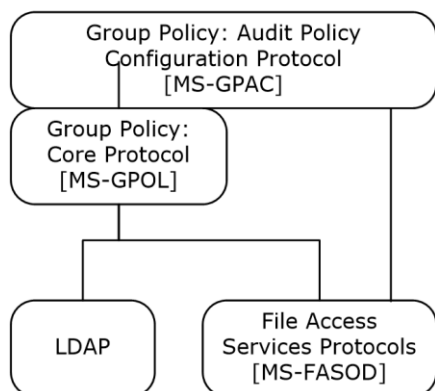 Group Policy: Audit Policy
Configuration Protocol
[MS-GPAC]
Group Policy:
Core Protocol
[MS-GPOL]
LDAP
File Access
Services Protocols
[MS-FASOD]